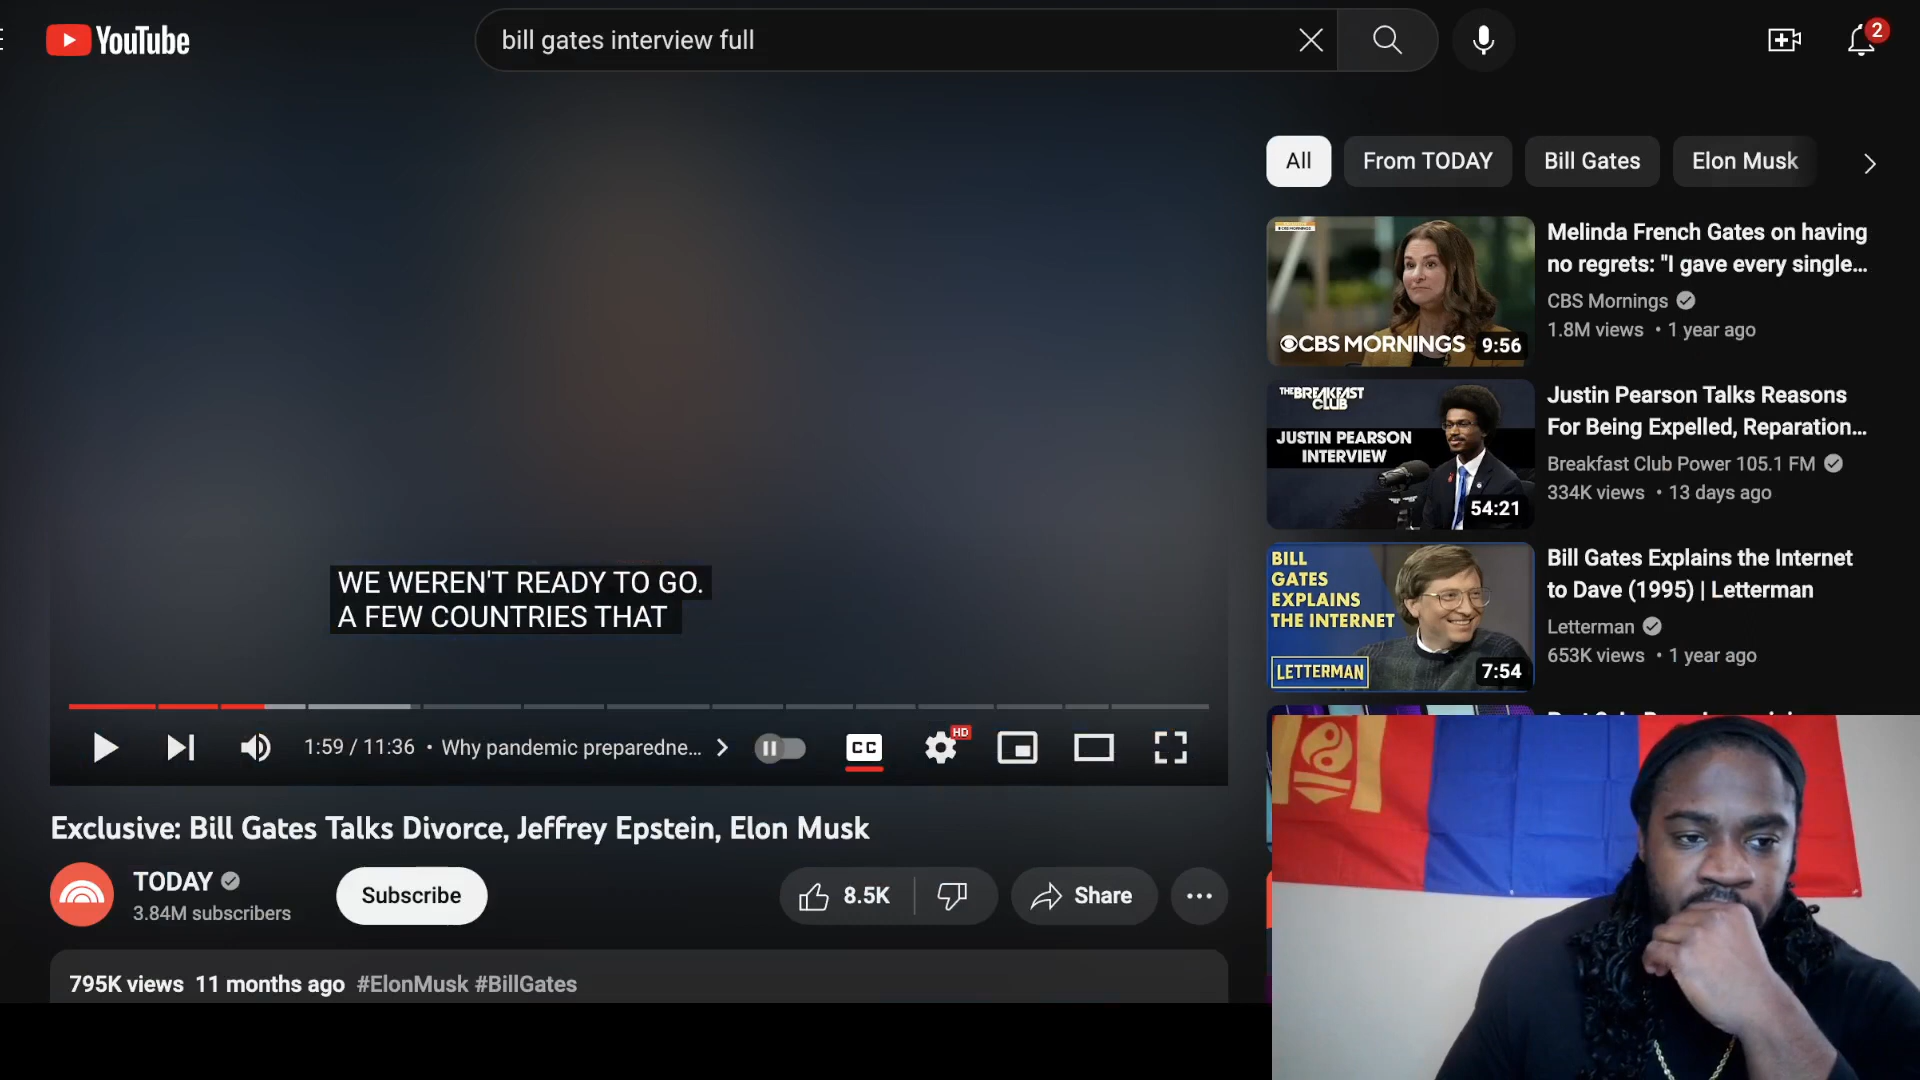 YouTube
bill gates interview full
2
All
From TODAY
Bill Gates
Elon Musk
Melinda French Gates on having
no regrets: "I gave every single...
CBS Mornings
1.8M views • 1 year ago
CBS MORNINGS
9:56
Justin Pearson Talks Reasons
For Being Expelled, Reparation...
Breakfast Club Power 105.1 FM
334K views • 13 days ago
THE BREAKFAST
CLUB
JUSTIN PEARSON
INTERVIEW
54:21
Bill Gates Explains the Internet
to Dave (1995) | Letterman
Letterman
653K views • 1 year ago
BILL
GATES
EXPLAINS
THE INTERNET
LETTERMAN
7:54
WE WEREN'T READY TO GO.
A FEW COUNTRIES THAT
1:59 / 11:36 • Why pandemic preparedne...
CC
HD
Exclusive: Bill Gates Talks Divorce, Jeffrey Epstein, Elon Musk
TODAY
3.84M subscribers
Subscribe
8.5K
Share
795K views 11 months ago #ElonMusk #BillGates